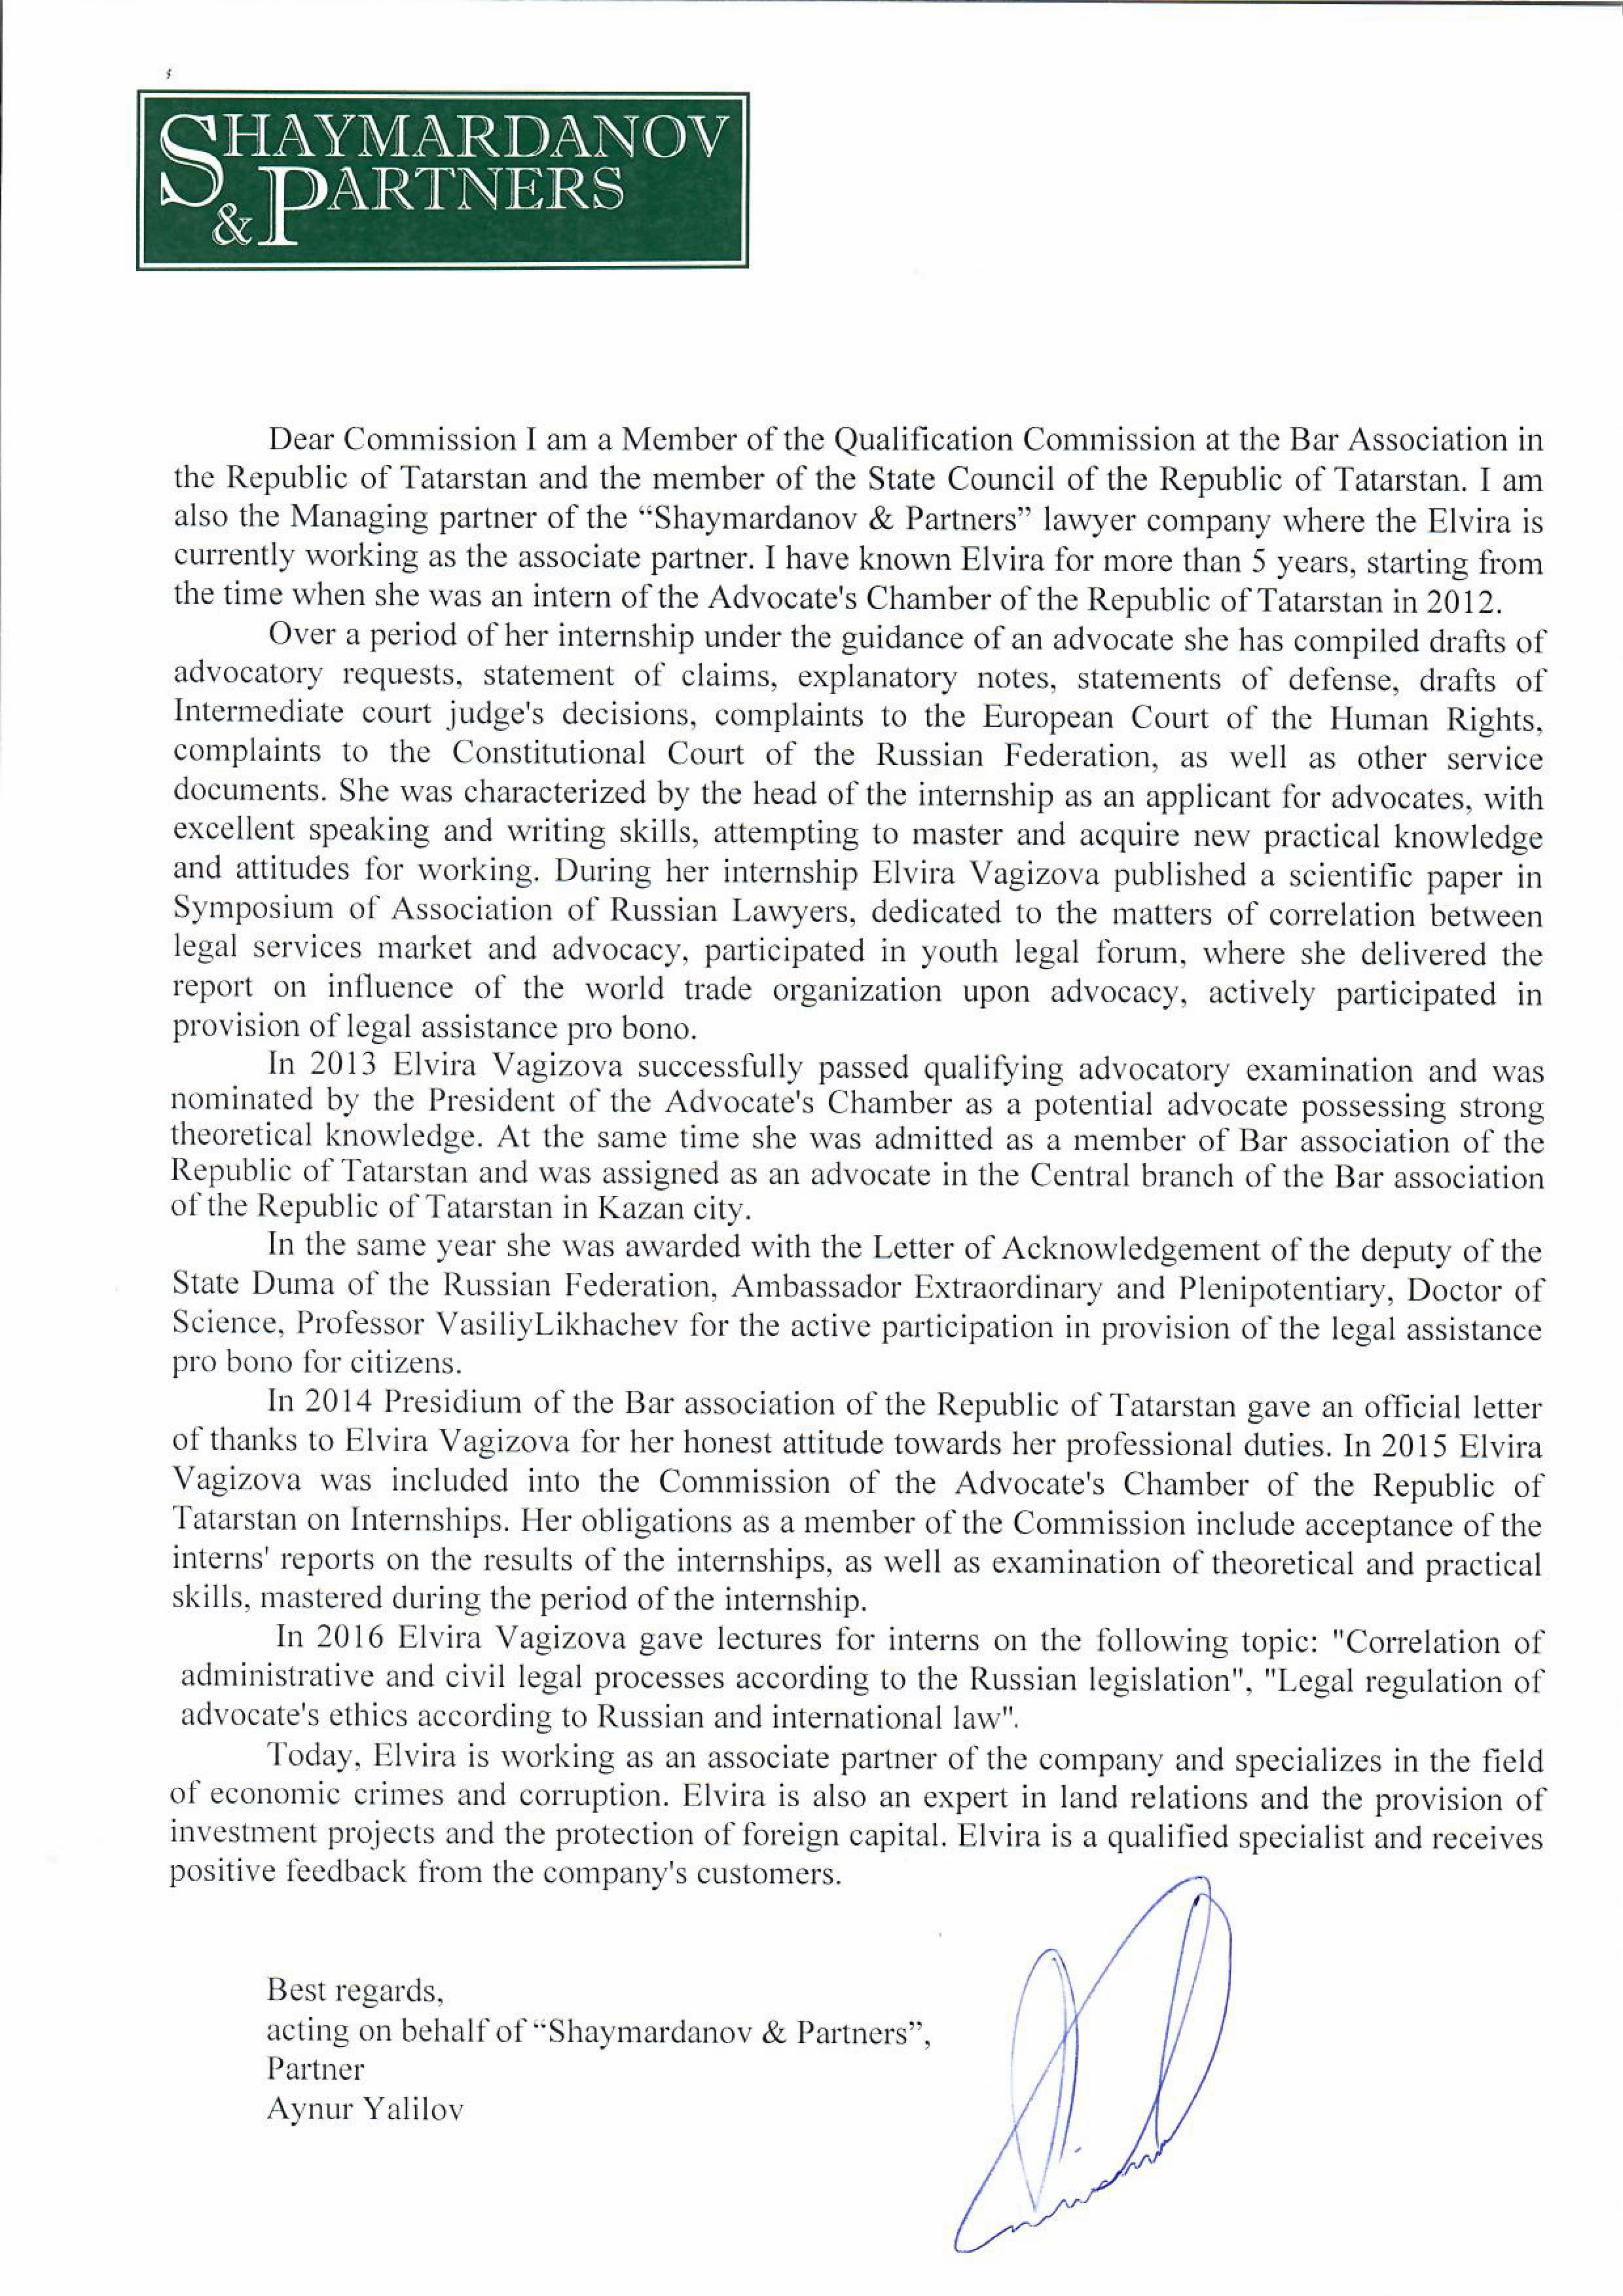 SHAYMARDANOV
& PARTNERS
Dear Commission I am a Member of the Qualification Commission at the Bar Association in
the Republic of Tatarstan and the member of the State Council of the Republic of Tatarstan. I am
also the Managing partner of the “Shaymardanov & Partners” lawyer company where the Elvira is
currently working as the associate partner. I have known Elvira for more than 5 years, starting from
the time when she was an intern of the Advocate's Chamber of the Republic of Tatarstan in 2012.
Over a period of her internship under the guidance of an advocate she has compiled drafts of
advocatory requests, statement of claims, explanatory notes, statements of defense, drafts of
Intermediate court judge's decisions, complaints to the European Court of the Human Rights,
complaints to the Constitutional Court of the Russian Federation, as well as other service
documents. She was characterized by the head of the internship as an applicant for advocates, with
excellent speaking and writing skills, attempting to master and acquire new practical knowledge
and attitudes for working. During her internship Elvira Vagizova published a scientific paper in
Symposium of Association of Russian Lawyers, dedicated to the matters of correlation between
legal services market and advocacy, participated in youth legal forum, where she delivered the
report on influence of the world trade organization upon advocacy, actively participated in
provision of legal assistance pro bono.
In 2013 Elvira Vagizova successfully passed qualifying advocatory examination and was
nominated by the President of the Advocate's Chamber as a potential advocate possessing strong
theoretical knowledge. At the same time she was admitted as a member of Bar association of the
Republic of Tatarstan and was assigned as an advocate in the Central branch of the Bar association
of the Republic of Tatarstan in Kazan city.
In the same year she was awarded with the Letter of Acknowledgement of the deputy of the
State Duma of the Russian Federation, Ambassador Extraordinary and Plenipotentiary, Doctor of
Science, Professor VasiliyLikhachev for the active participation in provision of the legal assistance
pro bono for citizens.
In 2014 Presidium of the Bar association of the Republic of Tatarstan gave an official letter
of thanks to Elvira Vagizova for her honest attitude towards her professional duties. In 2015 Elvira
Vagizova was included into the Commission of the Advocate's Chamber of the Republic of
Tatarstan on Internships. Her obligations as a member of the Commission include acceptance of the
interns' reports on the results of the internships, as well as examination of theoretical and practical
skills, mastered during the period of the internship.
In 2016 Elvira Vagizova gave lectures for interns on the following topic: "Correlation of
administrative and civil legal processes according to the Russian legislation", "Legal regulation of
advocate's ethics according to Russian and international law".
Today, Elvira is working as an associate partner of the company and specializes in the field
of economic crimes and corruption. Elvira is also an expert in land relations and the provision of
investment projects and the protection of foreign capital. Elvira is a qualified specialist and receives
positive feedback from the company's customers.
Best regards,
acting on behalf of “Shaymardanov & Partners”,
Partner
Aynur Yalilov